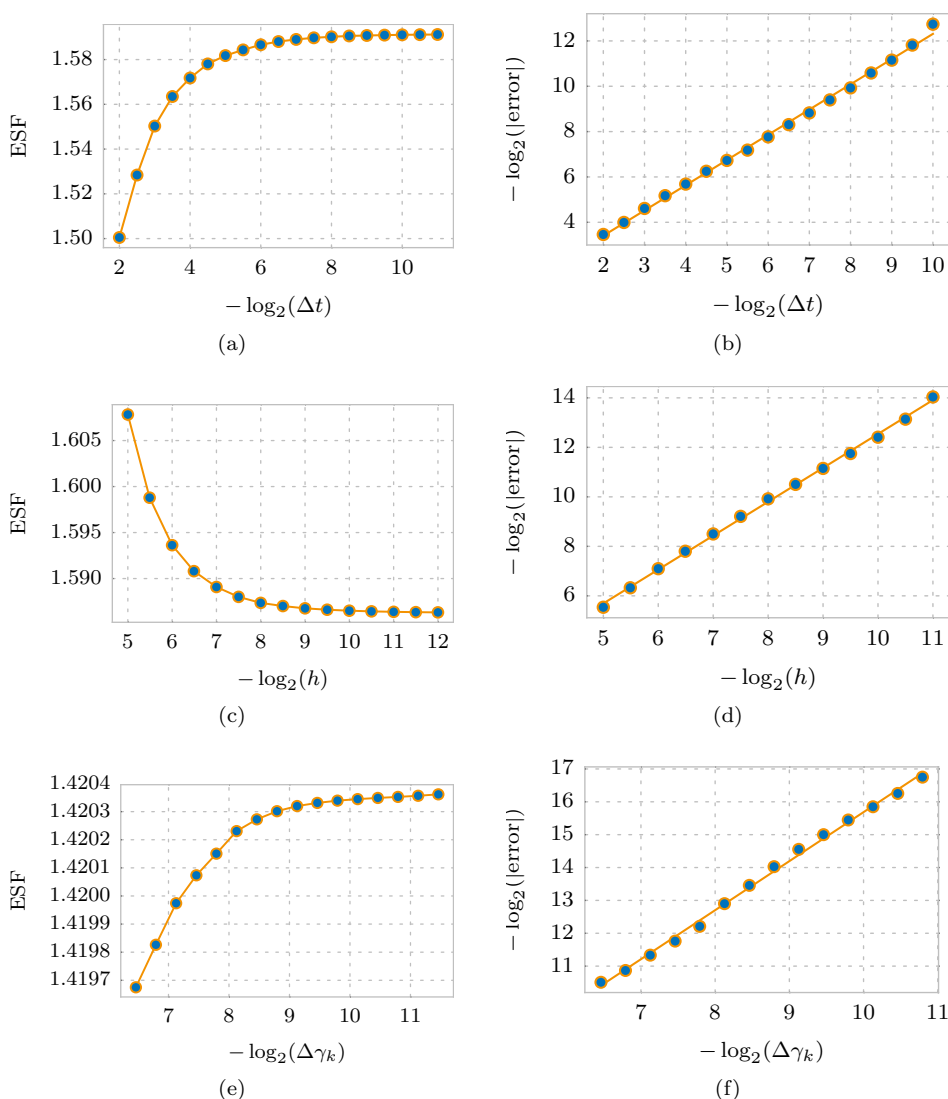 1.58
1.56
1.54
1.52
1.50
ESF
2 4 6 8 10
− log₂(Δt)
(a)
12
10
8
6
4
− log₂(|error|)
2 3 4 5 6 7 8 9 10
− log₂(Δt)
(b)
1.605
1.600
1.595
1.590
ESF
5 6 7 8 9 10 11 12
− log₂(h)
(c)
14
12
10
8
6
− log₂(|error|)
5 6 7 8 9 10 11
− log₂(h)
(d)
1.4204
1.4203
1.4202
1.4201
1.4200
1.4199
1.4198
1.4197
ESF
7 8 9 10 11
− log₂(Δγₖ)
(e)
17
16
15
14
13
12
11
− log₂(|error|)
7 8 9 10 11
− log₂(Δγₖ)
(f)